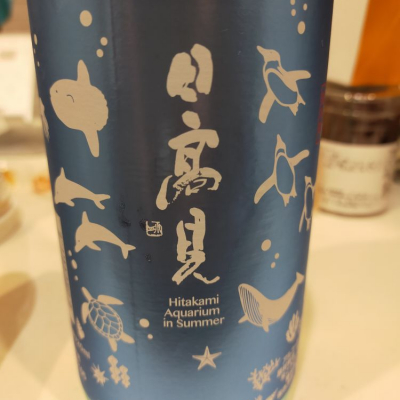 日高見
Hitakami
Aquarium
in Summer